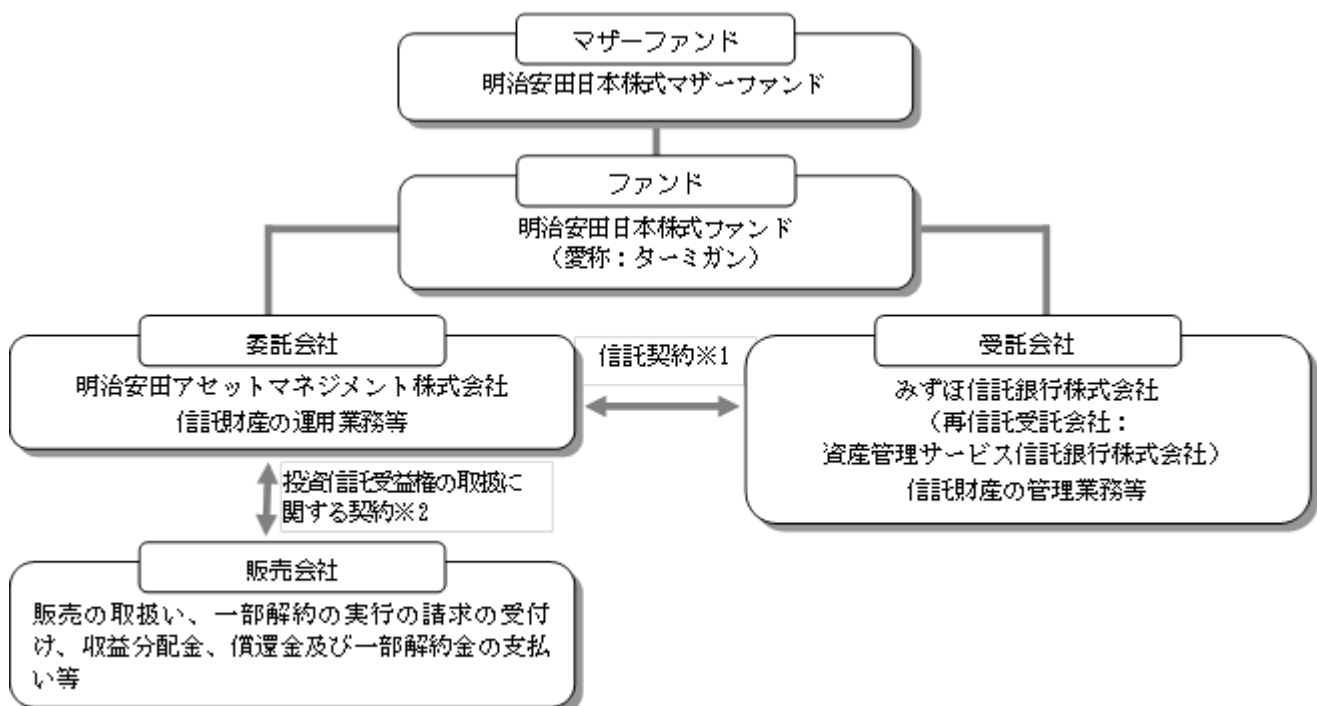 マザーファンド
明治安田日本株式マザーファンド
ファンド
明治安田日本株式ファンド
（愛称：ターミガン）
委託会社
明治安田アセットマネジメント株式会社
信託財産の運用業務等
信託契約※1
受託会社
みずほ信託銀行株式会社
（再信託受託会社：
資産管理サービス信託銀行株式会社）
信託財産の管理業務等
投資信託受益権の取扱に
関する契約※2
販売会社
販売の取扱い、一部解約の実行の請求の受付
け、収益分配金、償還金及び一部解約金の支払
い等